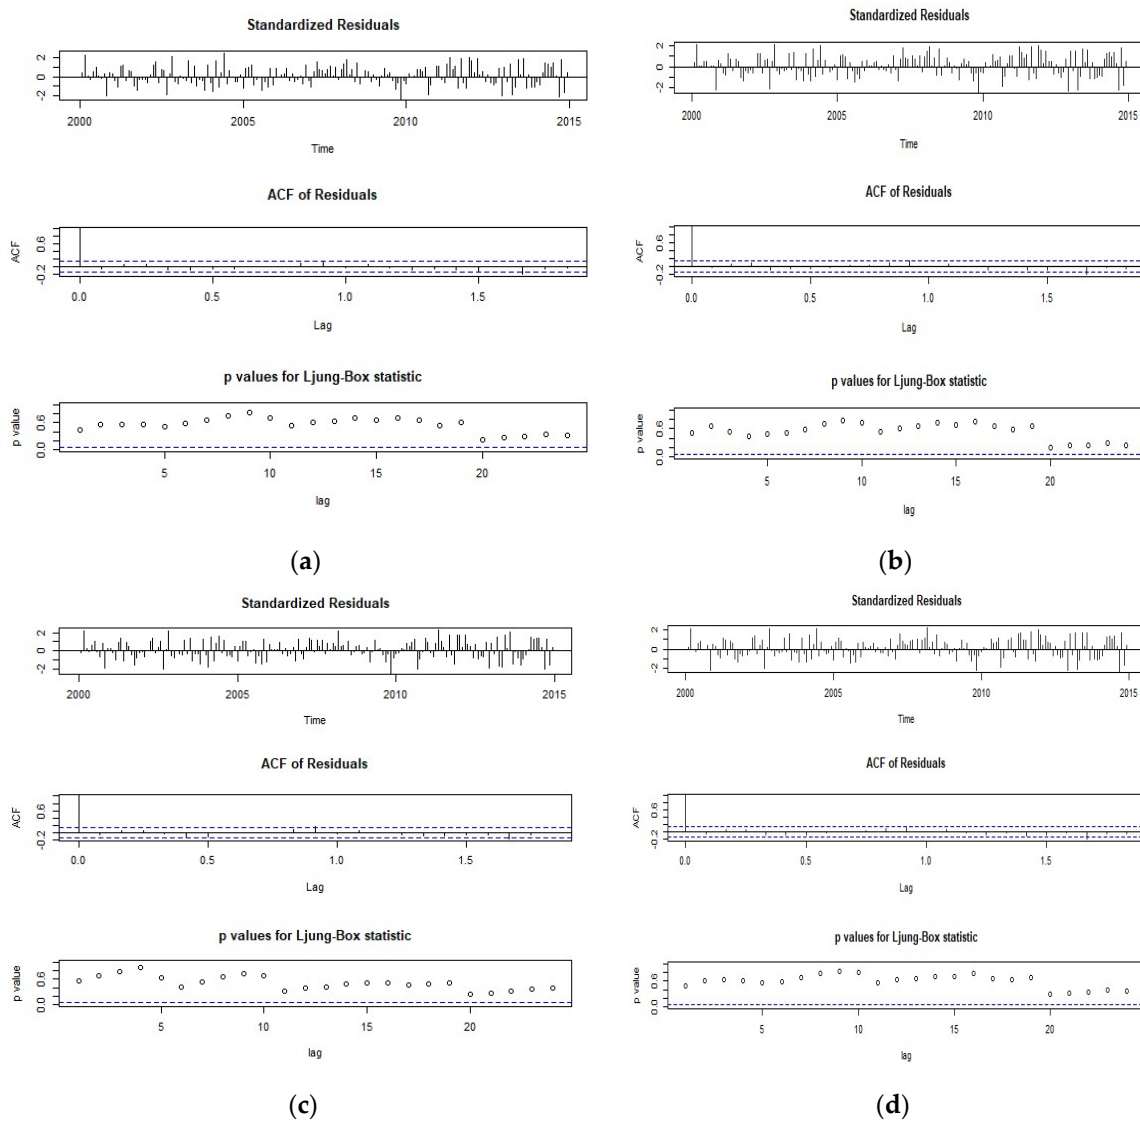 Standardized Residuals
2
0
-2
2000 2005 2010 2015
Time
ACF of Residuals
ACF
0.6
-0.2
0.0 0.5 1.0 1.5
Lag
p values for Ljung-Box statistic
p value
0.6
0.0
5 10 15 20
lag
(a)
Standardized Residuals
2
0
-2
2000 2005 2010 2015
Time
ACF of Residuals
ACF
0.6
-0.2
0.0 0.5 1.0 1.5
Lag
p values for Ljung-Box statistic
p value
0.6
0.0
5 10 15 20
lag
(b)
Standardized Residuals
2
0
-2
2000 2005 2010 2015
Time
ACF of Residuals
ACF
0.6
-0.2
0.0 0.5 1.0 1.5
Lag
p values for Ljung-Box statistic
p value
0.6
0.0
5 10 15 20
lag
(c)
Standardized Residuals
2
0
-2
2000 2005 2010 2015
Time
ACF of Residuals
ACF
0.6
-0.2
0.0 0.5 1.0 1.5
Lag
p values for Ljung-Box statistic
p value
0.6
0.0
5 10 15 20
lag
(d)